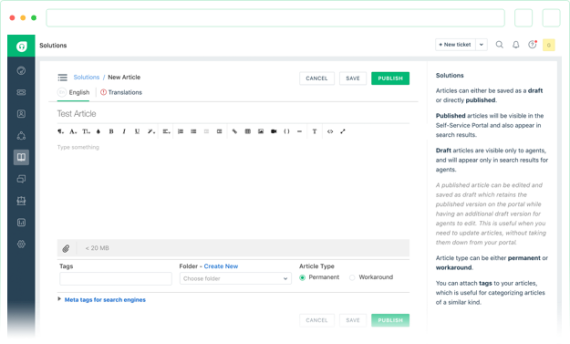 Solutions
+ New ticket
Solutions / New Article
CANCEL
SAVE
PUBLISH
English
Translations
Test Article
Type something
< 20 MB
Tags
Folder - Create New
Choose folder
Article Type
Permanent
Workaround
Meta tags for search engines
CANCEL
SAVE
PUBLISH
Solutions
Articles can either be saved as a draft
or directly published.
Published articles will be visible in the
Self-Service Portal and also appear in
search results.
Draft articles are visible only to agents,
and will appear only in search results for
agents.
A published article can be edited and
saved as draft which retains the
published version on the portal while
having an additional draft version for
agents to edit. This is useful when you
need to update articles, without taking
them down from your portal.
Article type can be either permanent or
workaround.
You can attach tags to your articles,
which is useful for categorizing articles
of a similar kind.